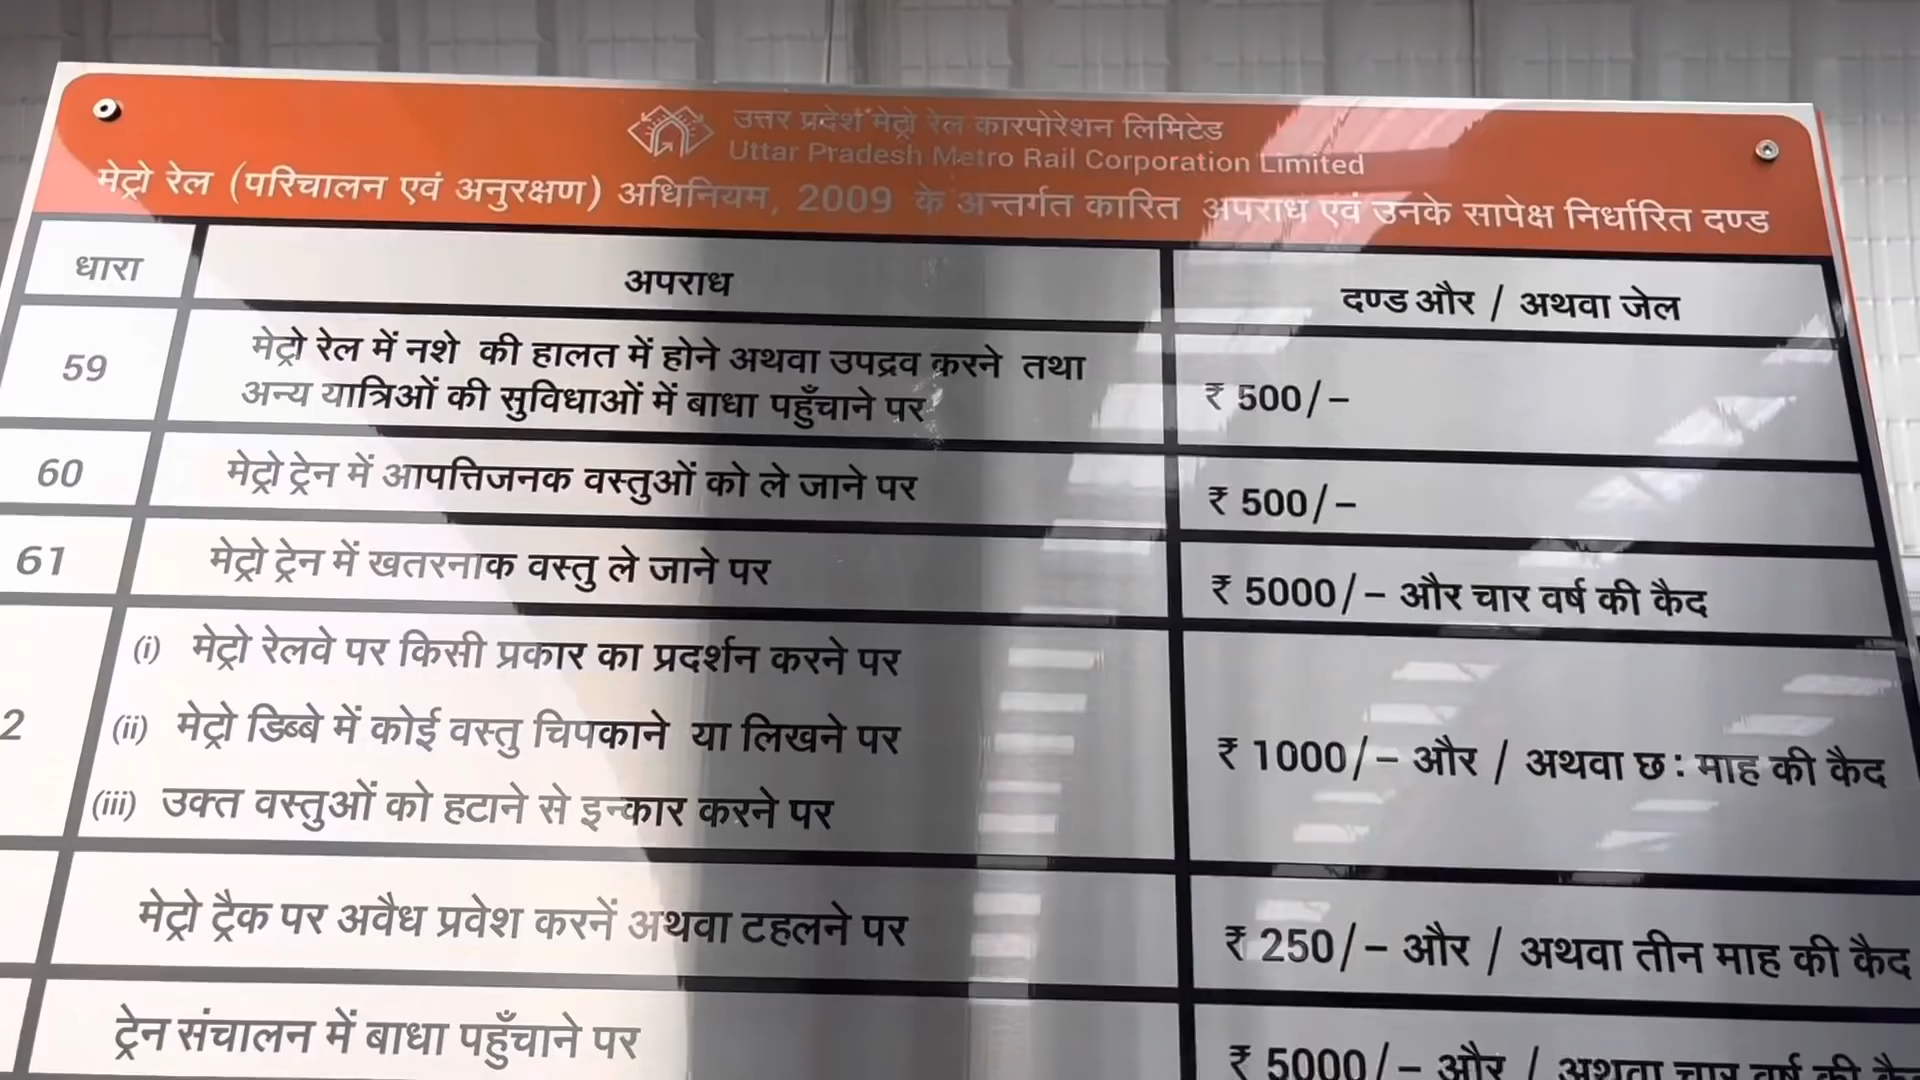 उत्तर प्रदेश मेट्रो रेल कारपोरेशन लिमिटेड
Uttar Pradesh Metro Rail Corporation Limited
मेट्रो रेल (परिचालन एवं अनुरक्षण) अधिनियम, 2009 के अन्तर्गत कारित अपराध एवं उनके सापेक्ष निर्धारित दण्ड
धारा अपराध दण्ड और / अथवा जेल
59 मेट्रो रेल में नशे की हालत में होने अथवा उपद्रव करने तथा
अन्य यात्रिओं की सुविधाओं में बाधा पहुँचाने पर ₹ 500/-
60 मेट्रो ट्रेन में आपत्तिजनक वस्तुओं को ले जाने पर ₹ 500/-
61 मेट्रो ट्रेन में खतरनाक वस्तु ले जाने पर ₹ 5000/- और चार वर्ष की कैद
(i) मेट्रो रेलवे पर किसी प्रकार का प्रदर्शन करने पर
2 (ii) मेट्रो डिब्बे में कोई वस्तु चिपकाने या लिखने पर ₹ 1000/- और / अथवा छ: माह की कैद
(iii) उक्त वस्तुओं को हटाने से इन्कार करने पर
मेट्रो ट्रैक पर अवैध प्रवेश करनें अथवा टहलने पर ₹ 250/- और / अथवा तीन माह की कैद
ट्रेन संचालन में बाधा पहुँचाने पर ₹ 5000/- और / अथवा चार वर्ष की कैद